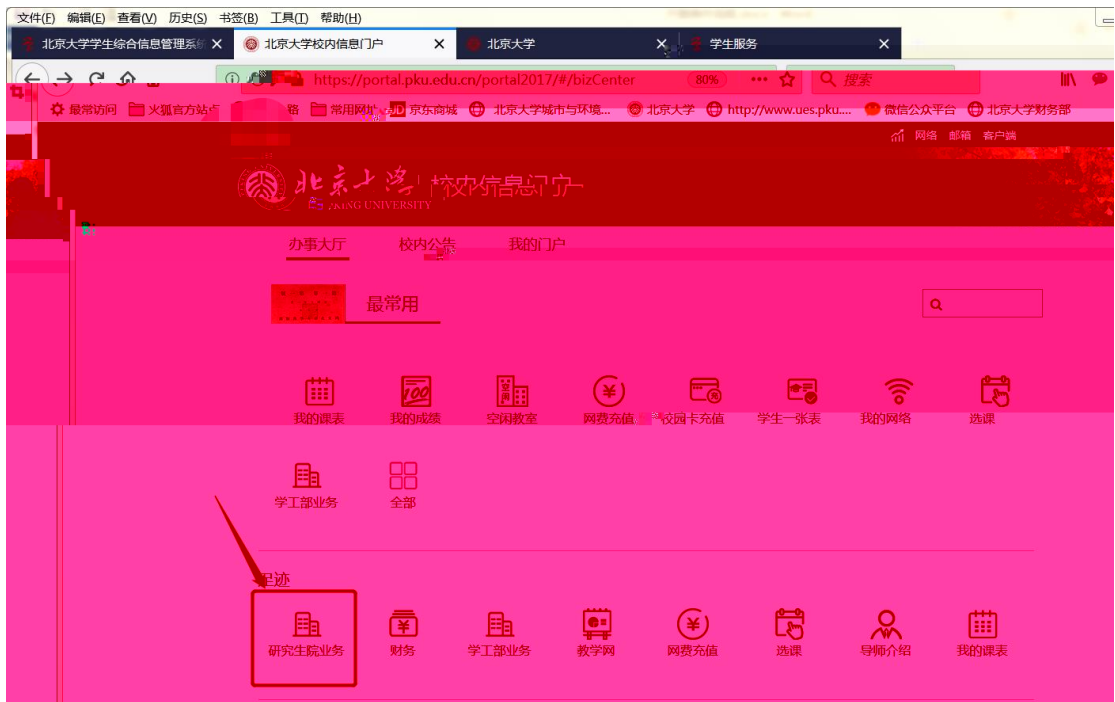 文件(F) 编辑(E) 查看(V) 历史(S) 书签(B) 工具(T) 帮助(H)
北京大学学生综合信息管理系统 × 北京大学校内信息门户 × 北京大学 × 学生服务 ×
https://portal.pku.edu.cn/portal2017/#/bizCenter 80% 搜索
最常访问 火狐官方站点 路 常用网址 JD 京东商城 北京大学城市与环境... 北京大学 http://www.ues.pku.... 微信公众平台 北京大学财务部
网络 邮箱 客户端
北京大学 校内信息门户
PEKING UNIVERSITY
办事大厅 校内公告 我的门户
最常用
我的课表 我的成绩 空闲教室 网费充值 校园卡充值 学生一张表 我的网络 选课
学工部业务 全部
足迹
研究生院业务 财务 学工部业务 教学网 网费充值 选课 导师介绍 我的课表